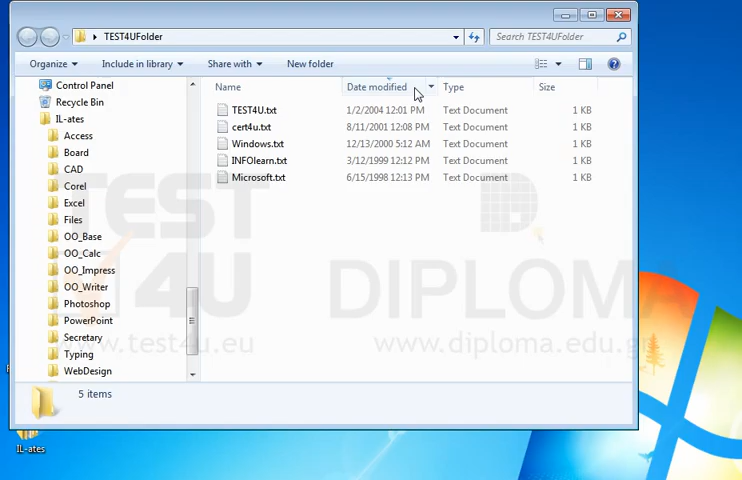 TEST4UFolder
Search TEST4UFolder
Organize
Include in library
Share with
New folder
Control Panel
Recycle Bin
IL-ates
Access
Board
CAD
Corel
Excel
Files
OO_Base
OO_Calc
OO_Impress
OO_Writer
Photoshop
PowerPoint
Secretary
Typing
WebDesign
Name Date modified Type Size
TEST4U.txt 1/2/2004 12:01 PM Text Document 1 KB
cert4u.txt 8/11/2001 12:08 PM Text Document 1 KB
Windows.txt 12/13/2000 5:12 AM Text Document 1 KB
INFOlearn.txt 3/12/1999 12:12 PM Text Document 1 KB
Microsoft.txt 6/15/1998 12:13 PM Text Document 1 KB
TEST
4U
www.test4u.eu
DIPLOMA
www.diploma.edu.gr
5 items
IL-ates